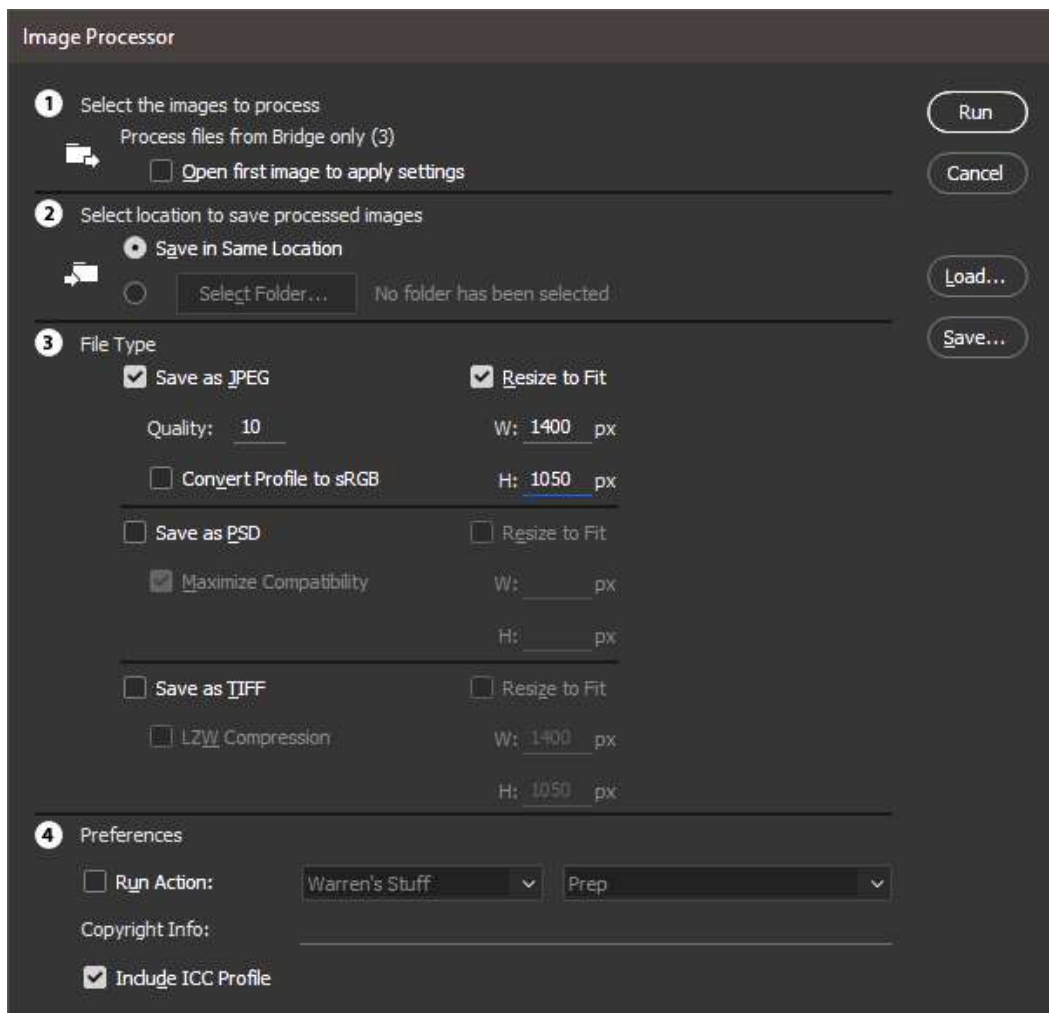 Image Processor
1 Select the images to process
Process files from Bridge only (3)
Open first image to apply settings
Run
Cancel
2 Select location to save processed images
Save in Same Location
Select Folder... No folder has been selected
Load...
Save...
3 File Type
Save as JPEG Resize to Fit
Quality: 10 W: 1400 px
Convert Profile to sRGB H: 1050 px
Save as PSD Resize to Fit
Maximize Compatibility W: px
H: px
Save as TIFF Resize to Fit
LZW Compression W: 1400 px
H: 1050 px
4 Preferences
Run Action: Warren's Stuff Prep
Copyright Info:
Include ICC Profile